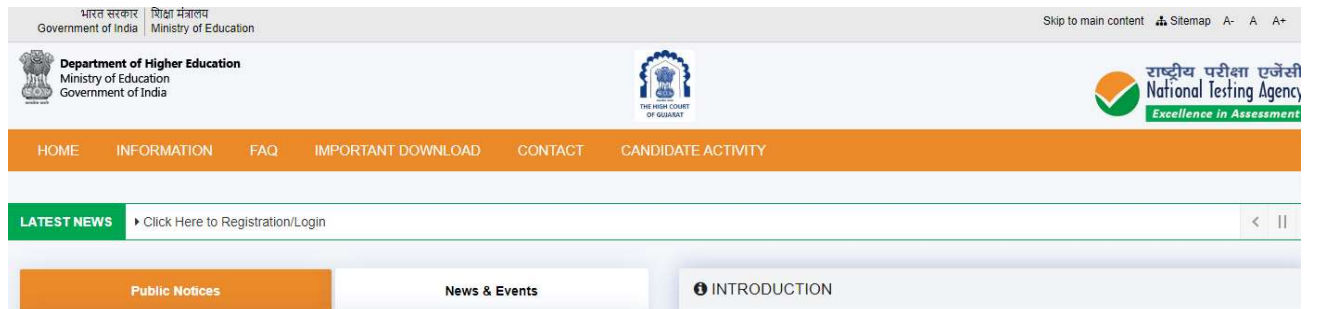 भारत सरकार शिक्षा मंत्रालय
Government of India Ministry of Education
Skip to main content Sitemap A- A A+
Department of Higher Education
Ministry of Education
Government of India
THE HIGH COURT
OF GUJARAT
राष्ट्रीय परीक्षा एजेंसी
National Testing Agency
Excellence in Assessment
HOME INFORMATION FAQ IMPORTANT DOWNLOAD CONTACT CANDIDATE ACTIVITY
LATEST NEWS Click Here to Registration/Login
Public Notices News & Events INTRODUCTION